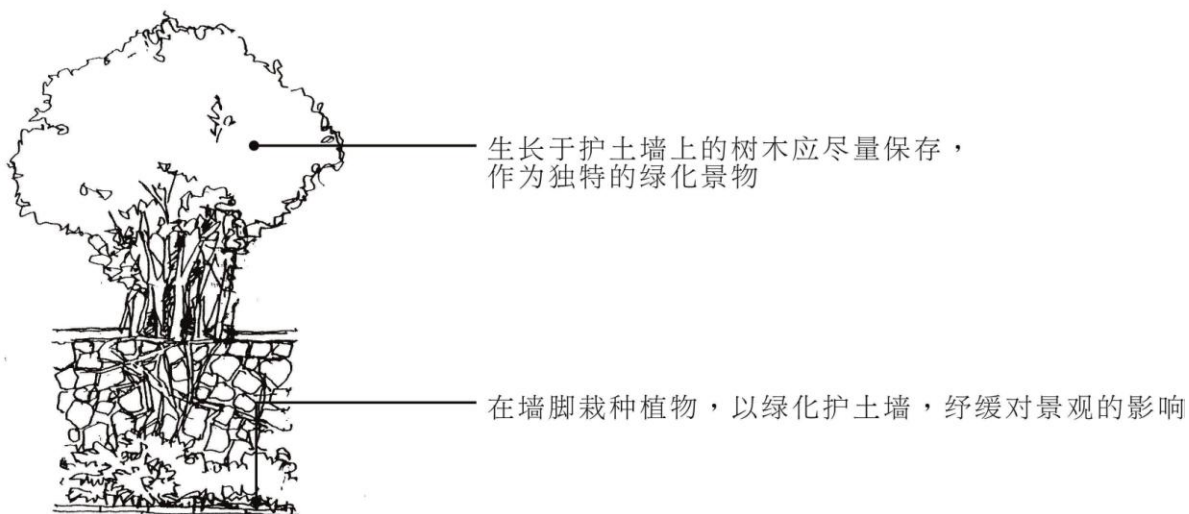 生长于护土墙上的树木应尽量保存，
作为独特的绿化景物
在墙脚栽种植物，以绿化护土墙，纾缓对景观的影响